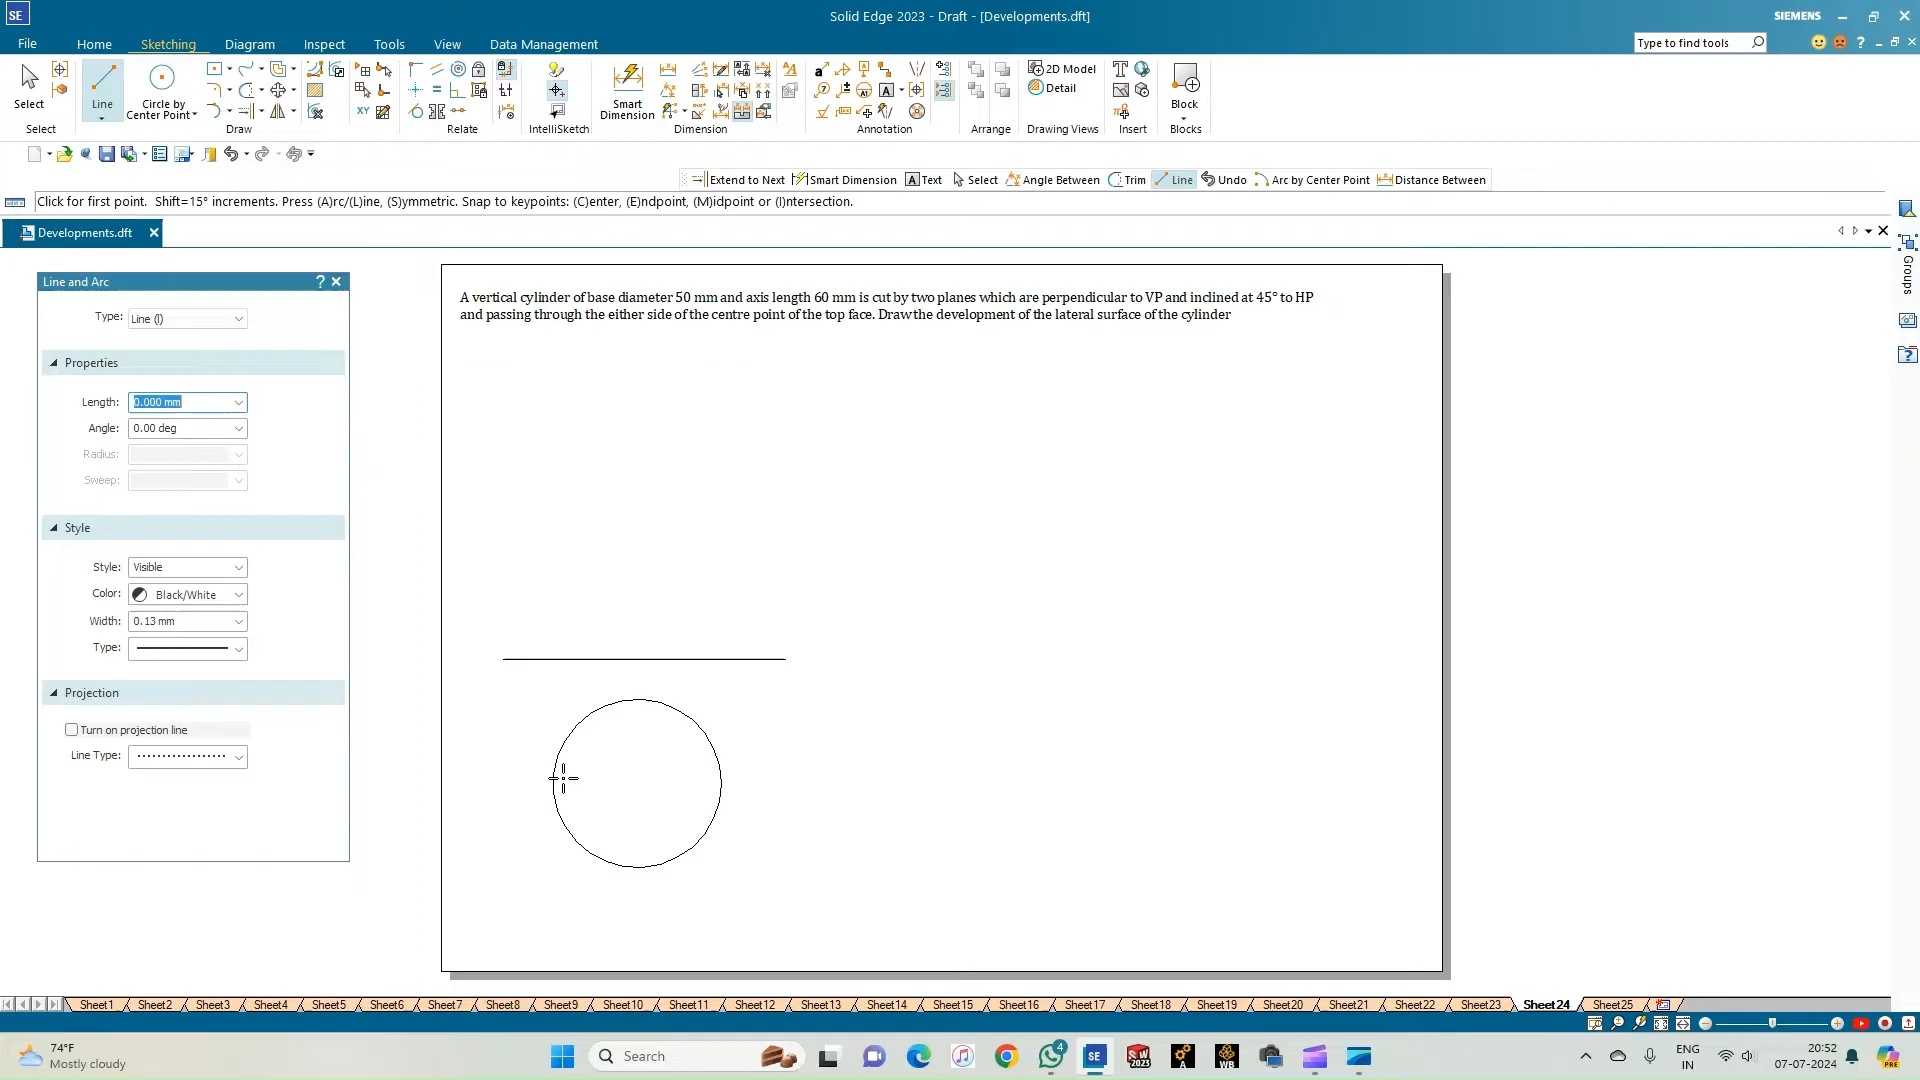 SE
Solid Edge 2023 - Draft - [Developments.dft]
SIEMENS
File
Home
Sketching
Diagram
Inspect
Tools
View
Data Management
Type to find tools
Select
Line
Circle by
Center Point
Smart
Dimension
2D Model
Detail
Block
Select
Draw
Relate
IntelliSketch
Dimension
Annotation
Arrange
Drawing Views
Insert
Blocks
Extend to Next
Smart Dimension
Text
Select
Angle Between
Trim
Line
Undo
Arc by Center Point
Distance Between
Click for first point. Shift=15° increments. Press (A)rc/(L)ine, (S)ymmetric. Snap to keypoints: (C)enter, (E)ndpoint, (M)idpoint or (I)ntersection.
Developments.dft
Groups
Line and Arc
Type: Line (l)
Properties
Length: 0.000 mm
Angle: 0.00 deg
Radius:
Sweep:
Style
Style: Visible
Color: Black/White
Width: 0.13 mm
Type:
Projection
Turn on projection line
Line Type:
A vertical cylinder of base diameter 50 mm and axis length 60 mm is cut by two planes which are perpendicular to VP and inclined at 45° to HP
and passing through the either side of the centre point of the top face. Draw the development of the lateral surface of the cylinder
Sheet1 Sheet2 Sheet3 Sheet4 Sheet5 Sheet6 Sheet7 Sheet8 Sheet9 Sheet10 Sheet11 Sheet12 Sheet13 Sheet14 Sheet15 Sheet16 Sheet17 Sheet18 Sheet19 Sheet20 Sheet21 Sheet22 Sheet23 Sheet24 Sheet25
74°F
Mostly cloudy
Search
4
SE
2023
A
WB
ENG
IN
20:52
07-07-2024
PRE